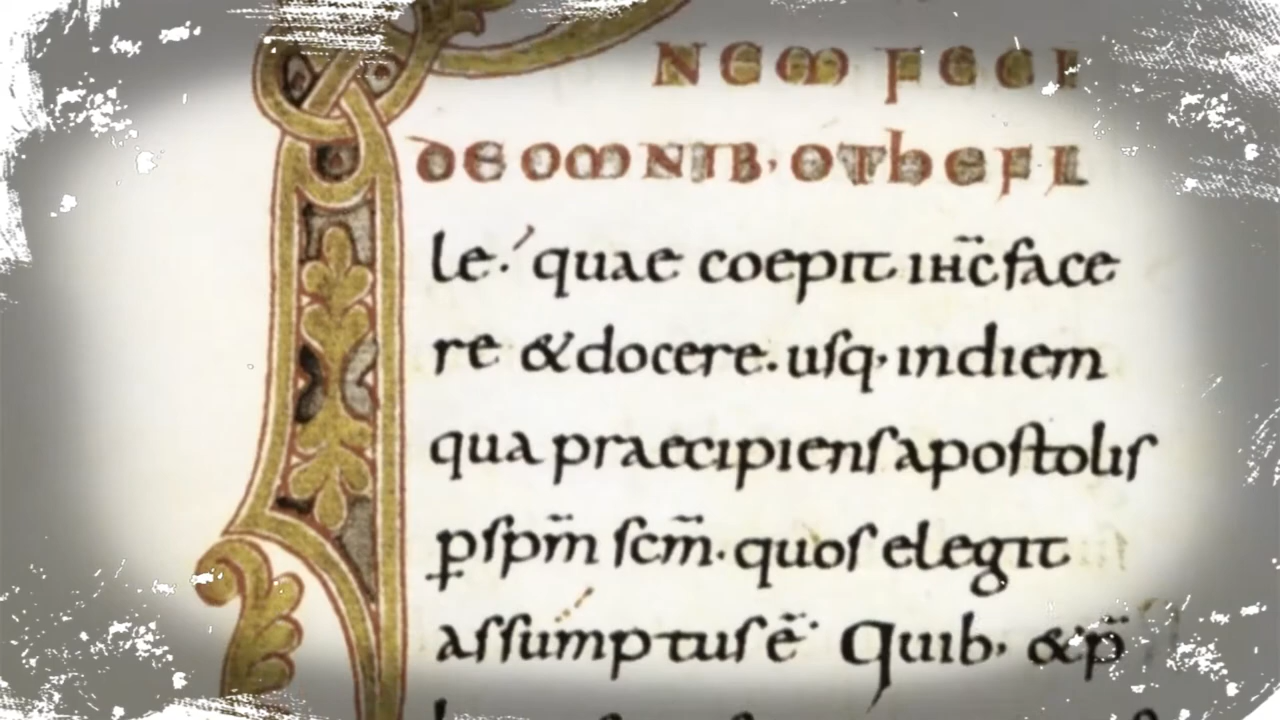 NEM FECI
DE OMNIB· OTHEFI
le·́ quae coepit ihc̄ face
re & docere. uſq· indiem
qua praecipienſ apoſtoliſ
ꝑ ſpm̄ ſcm̄. quoſ elegit
aſſumptuſ ē· Quib· & p̄